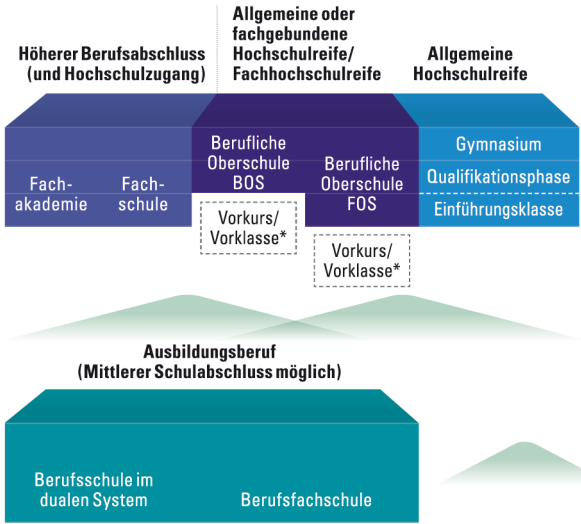 Höherer Berufsabschluss
(und Hochschulzugang)
Allgemeine oder
fachgebundene
Hochschulreife/
Fachhochschulreife
Allgemeine
Hochschulreife
Fach-
akademie
Fach-
schule
Berufliche
Oberschule
BOS
Vorkurs/
Vorklasse*
Berufliche
Oberschule
FOS
Vorkurs/
Vorklasse*
Gymnasium
Qualifikationsphase
Einführungsklasse
Ausbildungsberuf
(Mittlerer Schulabschluss möglich)
Berufsschule im
dualen System
Berufsfachschule